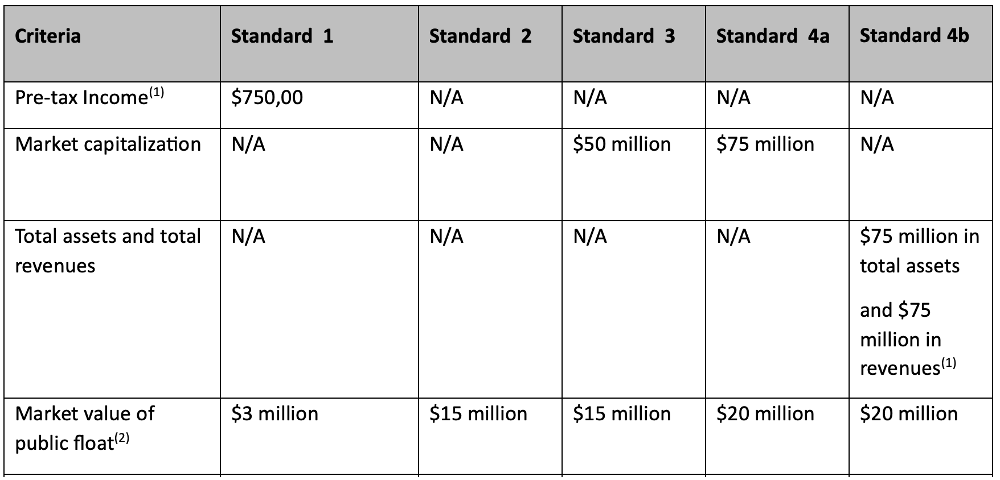 Criteria Standard 1 Standard 2 Standard 3 Standard 4a Standard 4b
Pre-tax Income(1) $750,00 N/A N/A N/A N/A
Market capitalization N/A N/A $50 million $75 million N/A
Total assets and total N/A N/A N/A N/A $75 million in
revenues total assets
and $75
million in
revenues(1)
Market value of $3 million $15 million $15 million $20 million $20 million
public float(2)